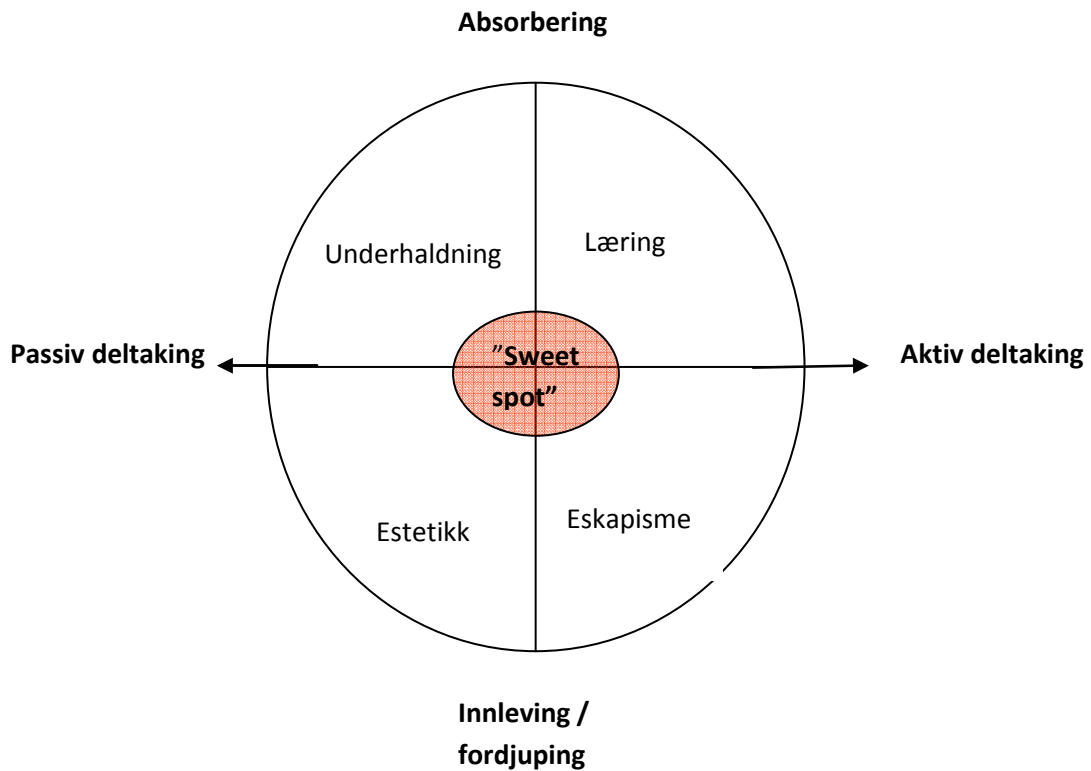 Absorbering
Underhaldning
Læring
Passiv deltaking
"Sweet
spot"
Aktiv deltaking
Estetikk
Eskapisme
Innleving /
fordjuping